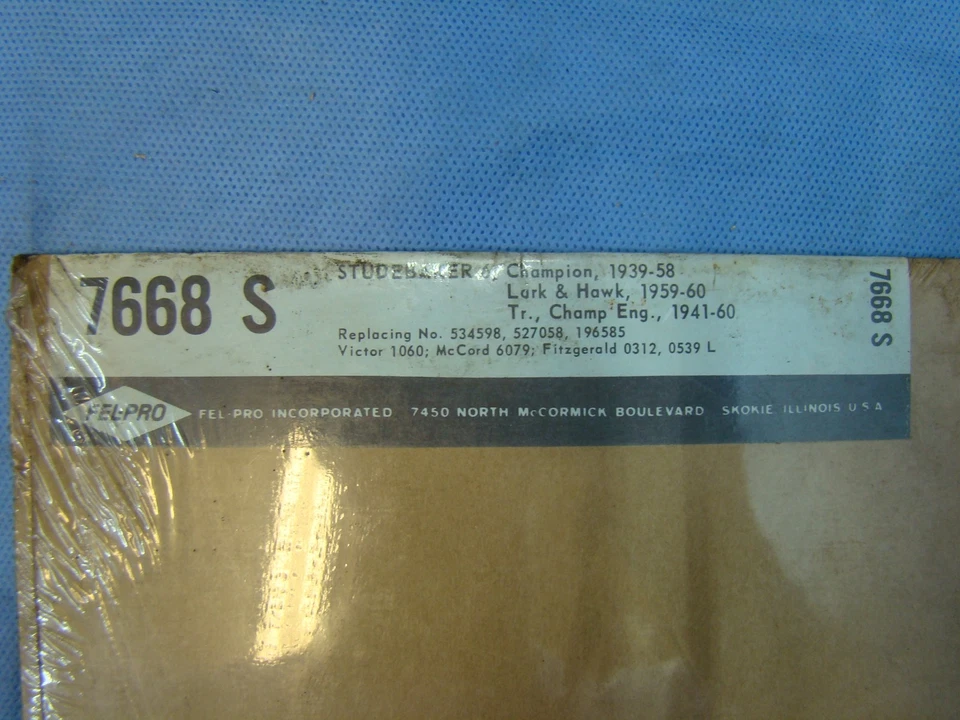 7668 S
STUDEBAKER 6, Champion, 1939-58
Lark & Hawk, 1959-60
Tr., Champ Eng., 1941-60
Replacing No. 534598, 527058, 196585
Victor 1060; McCord 6079; Fitzgerald 0312, 0539 L
7668 S
FEL-PRO
FEL-PRO INCORPORATED 7450 NORTH McCORMICK BOULEVARD SKOKIE, ILLINOIS U S A